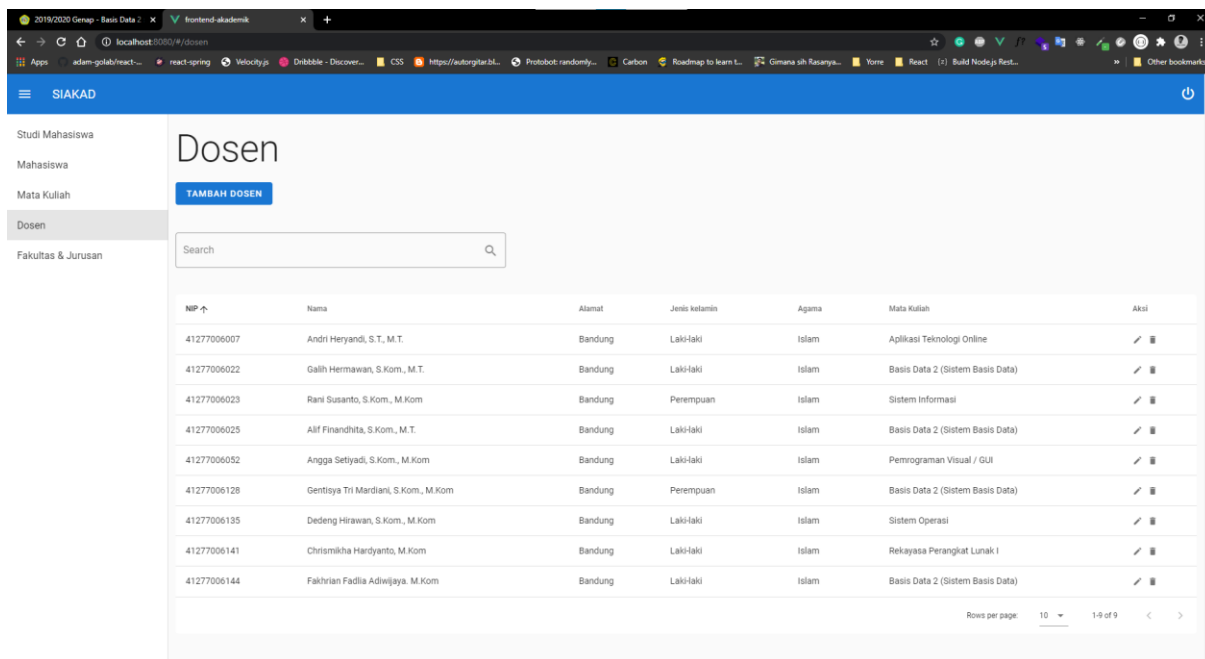 2019/2020 Genap - Basis Data 2 frontend-akademik
localhost:8080/#/dosen
Apps adam-golab/react-... react-spring Velocity.js Dribbble - Discover... CSS https://autorgitar.bl... Protobot: randomly... Carbon Roadmap to learn t... Gimana sih Rasanya... Yorre React (2) Build Node.js Rest... » Other bookmarks
SIAKAD
Studi Mahasiswa
Mahasiswa
Mata Kuliah
Dosen
Fakultas & Jurusan
Dosen
TAMBAH DOSEN
Search
NIP Nama Alamat Jenis kelamin Agama Mata Kuliah Aksi
41277006007 Andri Heryandi, S.T., M.T. Bandung Laki-laki Islam Aplikasi Teknologi Online
41277006022 Galih Hermawan, S.Kom., M.T. Bandung Laki-laki Islam Basis Data 2 (Sistem Basis Data)
41277006023 Rani Susanto, S.Kom., M.Kom Bandung Perempuan Islam Sistem Informasi
41277006025 Alif Finandhita, S.Kom., M.T. Bandung Laki-laki Islam Basis Data 2 (Sistem Basis Data)
41277006052 Angga Setiyadi, S.Kom., M.Kom Bandung Laki-laki Islam Pemrograman Visual / GUI
41277006128 Gentisya Tri Mardiani, S.Kom., M.Kom Bandung Perempuan Islam Basis Data 2 (Sistem Basis Data)
41277006135 Dedeng Hirawan, S.Kom., M.Kom Bandung Laki-laki Islam Sistem Operasi
41277006141 Chrismikha Hardyanto, M.Kom Bandung Laki-laki Islam Rekayasa Perangkat Lunak I
41277006144 Fakhrian Fadlia Adiwijaya. M.Kom Bandung Laki-laki Islam Basis Data 2 (Sistem Basis Data)
Rows per page: 10 1-9 of 9